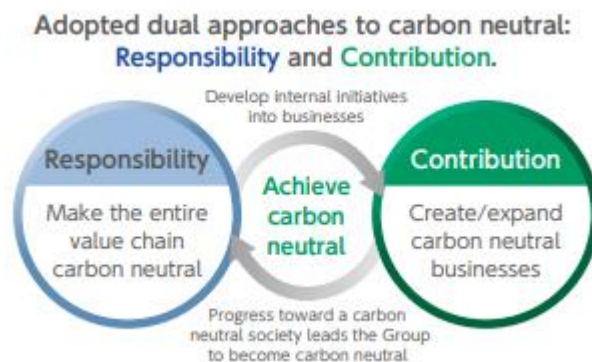 Adopted dual approaches to carbon neutral:
Responsibility and Contribution.
Develop internal initiatives
into businesses
Responsibility
Make the entire
value chain
carbon neutral
Achieve
carbon
neutral
Contribution
Create/expand
carbon neutral
businesses
Progress toward a carbon
neutral society leads the Group
to become carbon neutral